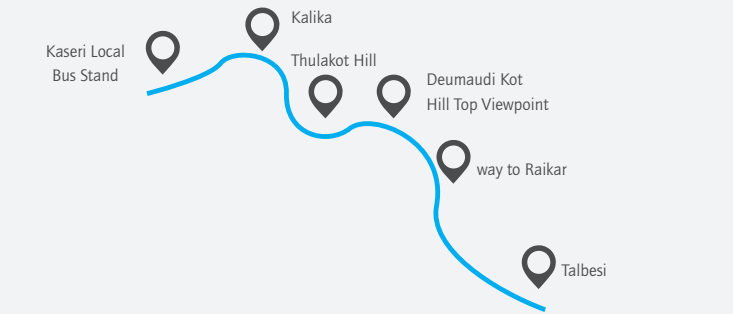 Kalika
Kaseri Local
Bus Stand
Thulakot Hill
Deumaudi Kot
Hill Top Viewpoint
way to Raikar
Talbesi